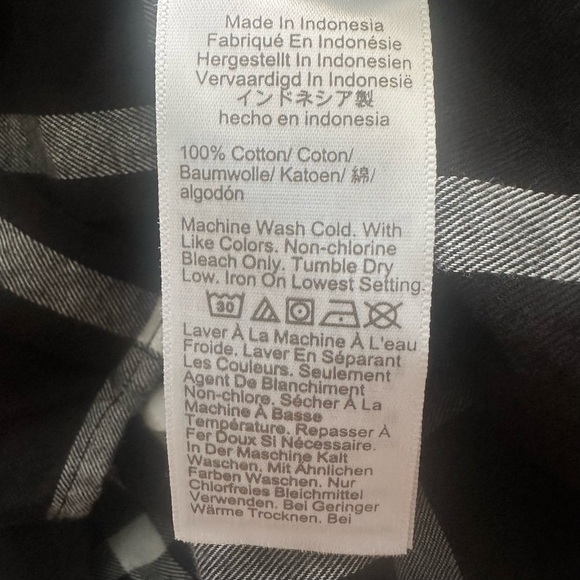 Made In Indonesia
Fabriqué En Indonésie
Hergestellt In Indonesien
Vervaardigd In Indonesië
インドネシア製
hecho en indonesia
100% Cotton/ Coton/
Baumwolle/ Katoen/ 綿/
algodón
Machine Wash Cold. With
Like Colors. Non-chlorine
Bleach Only. Tumble Dry
Low. Iron On Lowest Setting.
30
Laver À La Machine À L'eau
Froide. Laver En Séparant
Les Couleurs. Seulement
Agent De Blanchiment
Non-chlore. Sécher À La
Machine À Basse
Température. Repasser À
Fer Doux Si Nécessaire.
In Der Maschine Kalt
Waschen. Mit Ähnlichen
Farben Waschen. Nur
Chlorfreies Bleichmittel
Verwenden. Bei Geringer
Wärme Trocknen. Bei